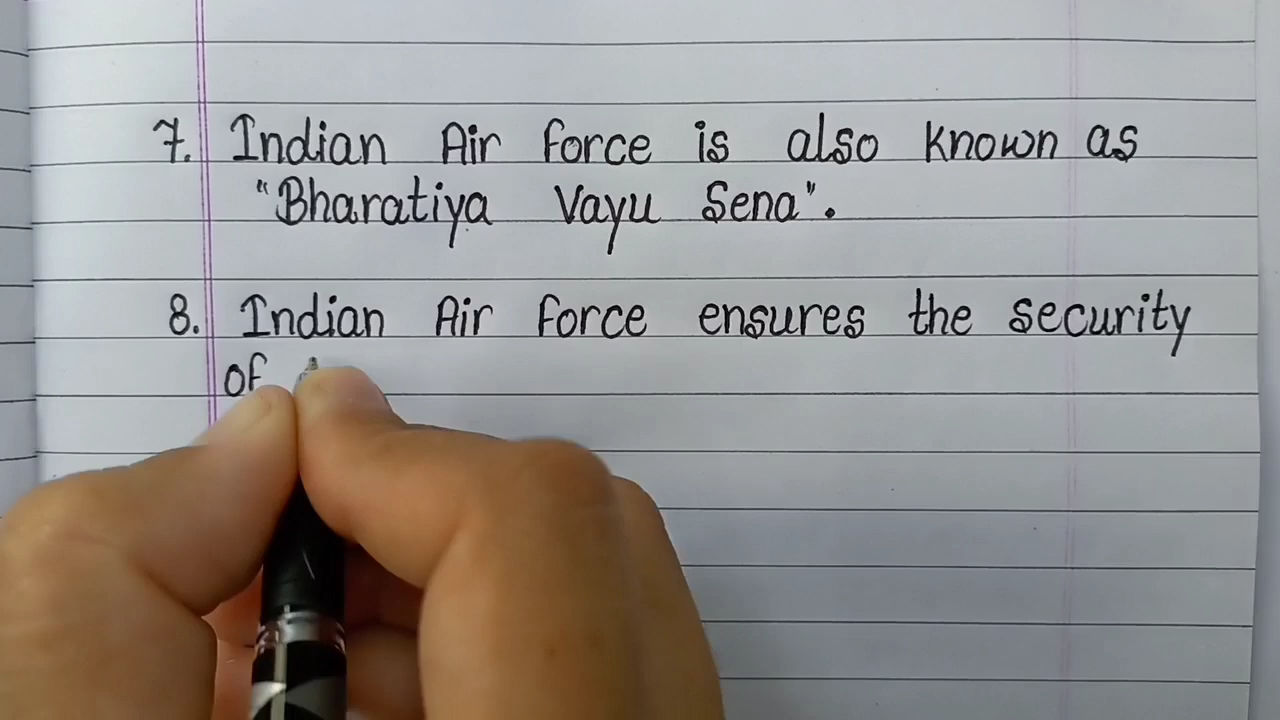 7. Indian Air Force is also known as
"Bharatiya Vayu Sena".
8. Indian Air Force ensures the security
of